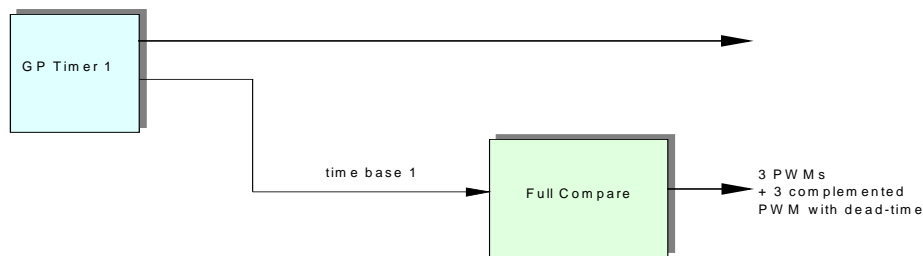 GP Timer 1
time base 1
Full Compare
3 PWMs
+ 3 complemented
PWM with dead-time